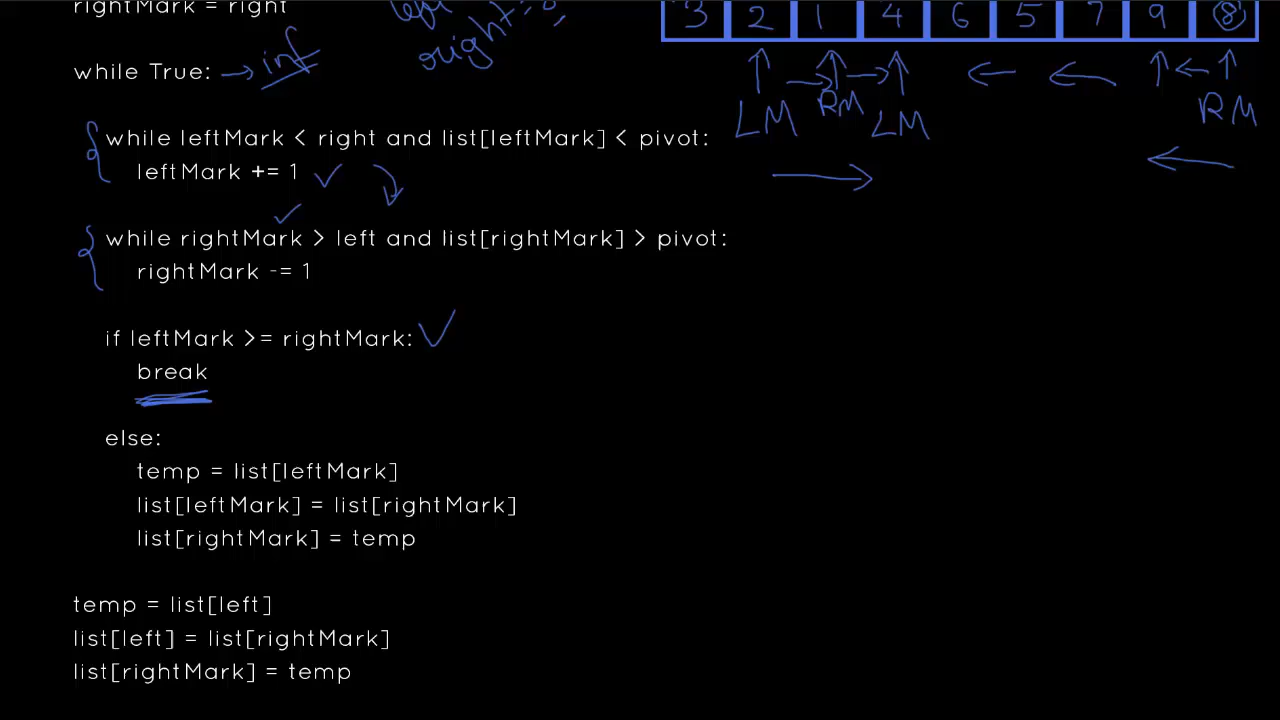 rightMark = right
left
right = 8,
3 2 1 4 6 5 7 9 8
while True: → inf
LM RM LM RM
while leftMark < right and list[leftMark] < pivot:
leftMark += 1
while rightMark > left and list[rightMark] > pivot:
rightMark -= 1
if leftMark >= rightMark:
break
else:
temp = list[leftMark]
list[leftMark] = list[rightMark]
list[rightMark] = temp
temp = list[left]
list[left] = list[rightMark]
list[rightMark] = temp